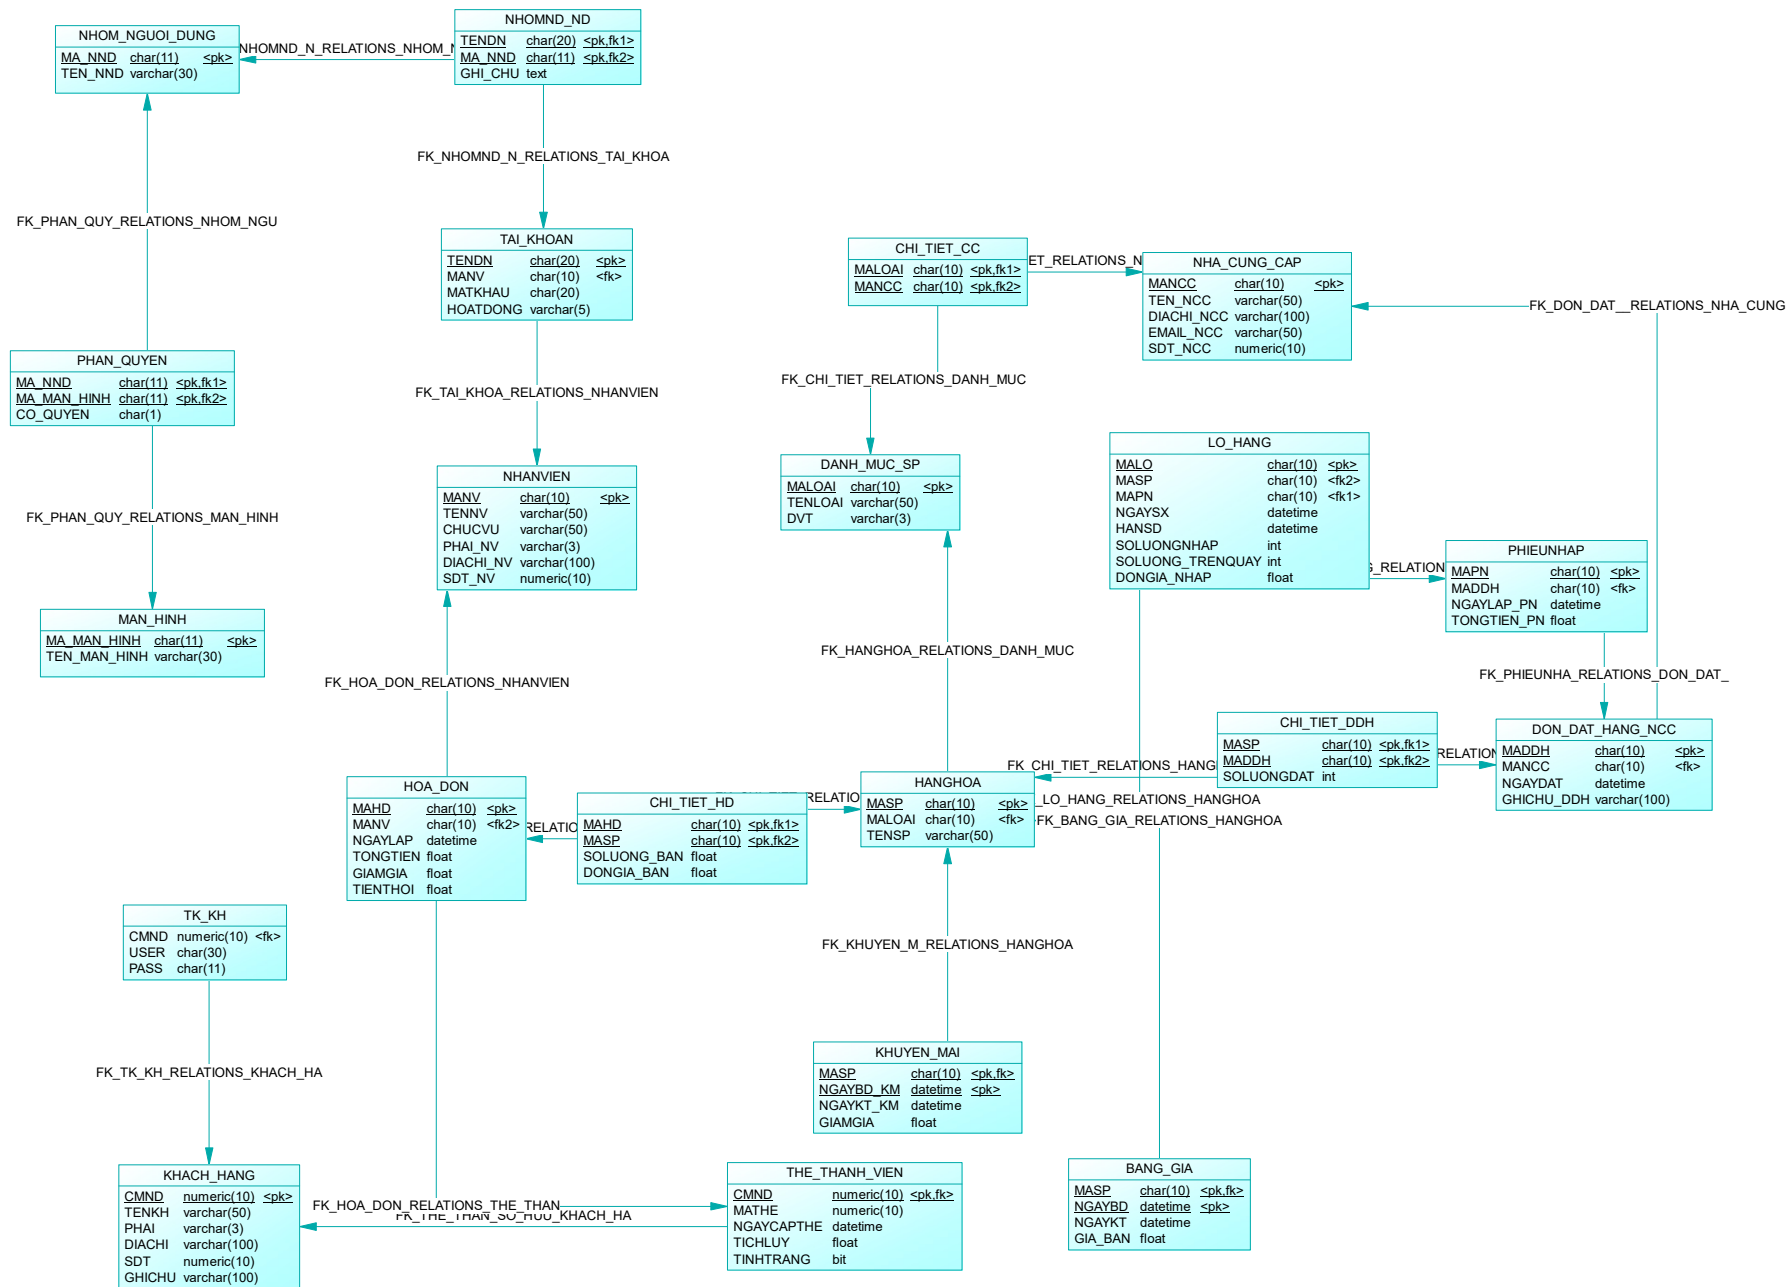 NHOM_NGUOI_DUNG
MA_NND char(11) <pk>
TEN_NND varchar(30)
NHOMND_N_RELATIONS_NHOM_N
NHOMND_ND
TENDN char(20) <pk,fk1>
MA_NND char(11) <pk,fk2>
GHI_CHU text
FK_NHOMND_N_RELATIONS_TAI_KHOA
FK_PHAN_QUY_RELATIONS_NHOM_NGU
TAI_KHOAN
TENDN char(20) <pk>
MANV char(10) <fk>
MATKHAU char(20)
HOATDONG varchar(5)
CHI_TIET_CC
MALOAI char(10) <pk,fk1>
MANCC char(10) <pk,fk2>
ET_RELATIONS_N
NHA_CUNG_CAP
MANCC char(10) <pk>
TEN_NCC varchar(50)
DIACHI_NCC varchar(100)
EMAIL_NCC varchar(50)
SDT_NCC numeric(10)
FK_DON_DAT__RELATIONS_NHA_CUNG
PHAN_QUYEN
MA_NND char(11) <pk,fk1>
MA_MAN_HINH char(11) <pk,fk2>
CO_QUYEN char(1)
FK_TAI_KHOA_RELATIONS_NHANVIEN
FK_CHI_TIET_RELATIONS_DANH_MUC
FK_PHAN_QUY_RELATIONS_MAN_HINH
NHANVIEN
MANV char(10) <pk>
TENNV varchar(50)
CHUCVU varchar(50)
PHAI_NV varchar(3)
DIACHI_NV varchar(100)
SDT_NV numeric(10)
DANH_MUC_SP
MALOAI char(10) <pk>
TENLOAI varchar(50)
DVT varchar(3)
LO_HANG
MALO char(10) <pk>
MASP char(10) <fk2>
MAPN char(10) <fk1>
NGAYSX datetime
HANSD datetime
SOLUONGNHAP int
SOLUONG_TRENQUAY int
DONGIA_NHAP float
_RELATION
PHIEUNHAP
MAPN char(10) <pk>
MADDH char(10) <fk>
NGAYLAP_PN datetime
TONGTIEN_PN float
MAN_HINH
MA_MAN_HINH char(11) <pk>
TEN_MAN_HINH varchar(30)
FK_HOA_DON_RELATIONS_NHANVIEN
FK_HANGHOA_RELATIONS_DANH_MUC
FK_PHIEUNHA_RELATIONS_DON_DAT_
CHI_TIET_DDH
MASP char(10) <pk,fk1>
MADDH char(10) <pk,fk2>
SOLUONGDAT int
RELATION
DON_DAT_HANG_NCC
MADDH char(10) <pk>
MANCC char(10) <fk>
NGAYDAT datetime
GHICHU_DDH varchar(100)
FK_CHI_TIET_RELATIONS_HANG
HOA_DON
MAHD char(10) <pk>
MANV char(10) <fk2>
NGAYLAP datetime
TONGTIEN float
GIAMGIA float
TIENTHOI float
RELATIO
CHI_TIET_HD
MAHD char(10) <pk,fk1>
MASP char(10) <pk,fk2>
SOLUONG_BAN float
DONGIA_BAN float
RELATIO
HANGHOA
MASP char(10) <pk>
MALOAI char(10) <fk>
TENSP varchar(50)
_LO_HANG_RELATIONS_HANGHOA
FK_BANG_GIA_RELATIONS_HANGHOA
TK_KH
CMND numeric(10) <fk>
USER char(30)
PASS char(11)
FK_KHUYEN_M_RELATIONS_HANGHOA
FK_TK_KH_RELATIONS_KHACH_HA
KHUYEN_MAI
MASP char(10) <pk,fk>
NGAYBD_KM datetime <pk>
NGAYKT_KM datetime
GIAMGIA float
KHACH_HANG
CMND numeric(10) <pk>
TENKH varchar(50)
PHAI varchar(3)
DIACHI varchar(100)
SDT numeric(10)
GHICHU varchar(100)
FK_HOA_DON_RELATIONS_THE_THAN
FK_THE_THAN_SO_HUU_KHACH_HA
THE_THANH_VIEN
CMND numeric(10) <pk,fk>
MATHE numeric(10)
NGAYCAPTHE datetime
TICHLUY float
TINHTRANG bit
BANG_GIA
MASP char(10) <pk,fk>
NGAYBD datetime <pk>
NGAYKT datetime
GIA_BAN float